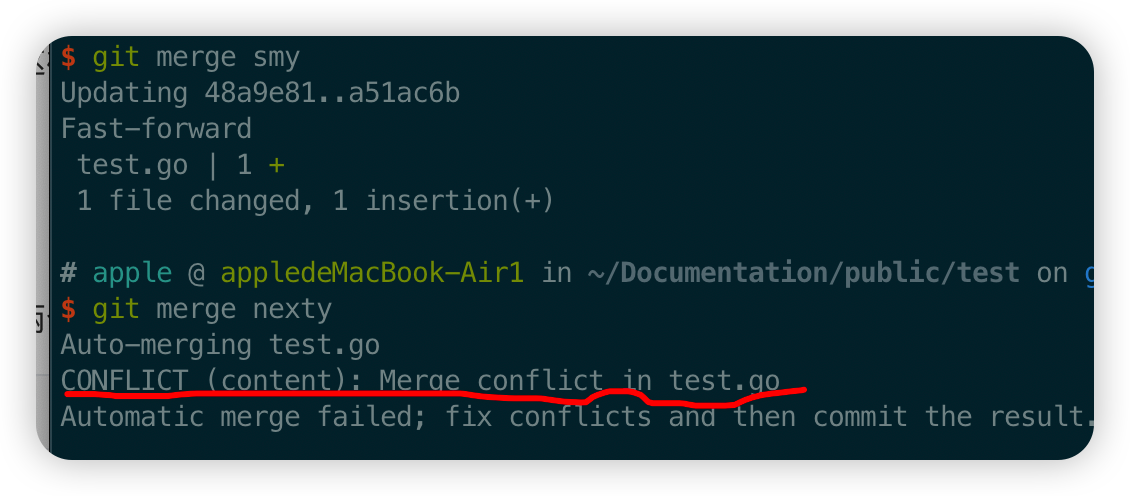 $ git merge smy
Updating 48a9e81..a51ac6b
Fast-forward
test.go | 1 +
1 file changed, 1 insertion(+)
# apple @ appledeMacBook-Air1 in ~/Documentation/public/test on
$ git merge nexty
Auto-merging test.go
CONFLICT (content): Merge conflict in test.go
Automatic merge failed; fix conflicts and then commit the result.